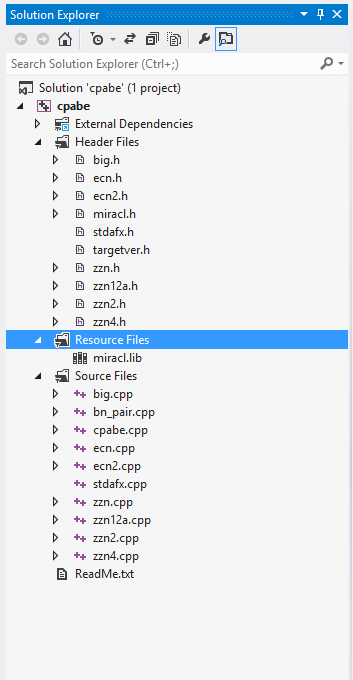 Solution Explorer
Search Solution Explorer (Ctrl+;)
Solution 'cpabe' (1 project)
cpabe
External Dependencies
Header Files
big.h
ecn.h
ecn2.h
miracl.h
stdafx.h
targetver.h
zzn.h
zzn12a.h
zzn2.h
zzn4.h
Resource Files
miracl.lib
Source Files
big.cpp
bn_pair.cpp
cpabe.cpp
ecn.cpp
ecn2.cpp
stdafx.cpp
zzn.cpp
zzn12a.cpp
zzn2.cpp
zzn4.cpp
ReadMe.txt